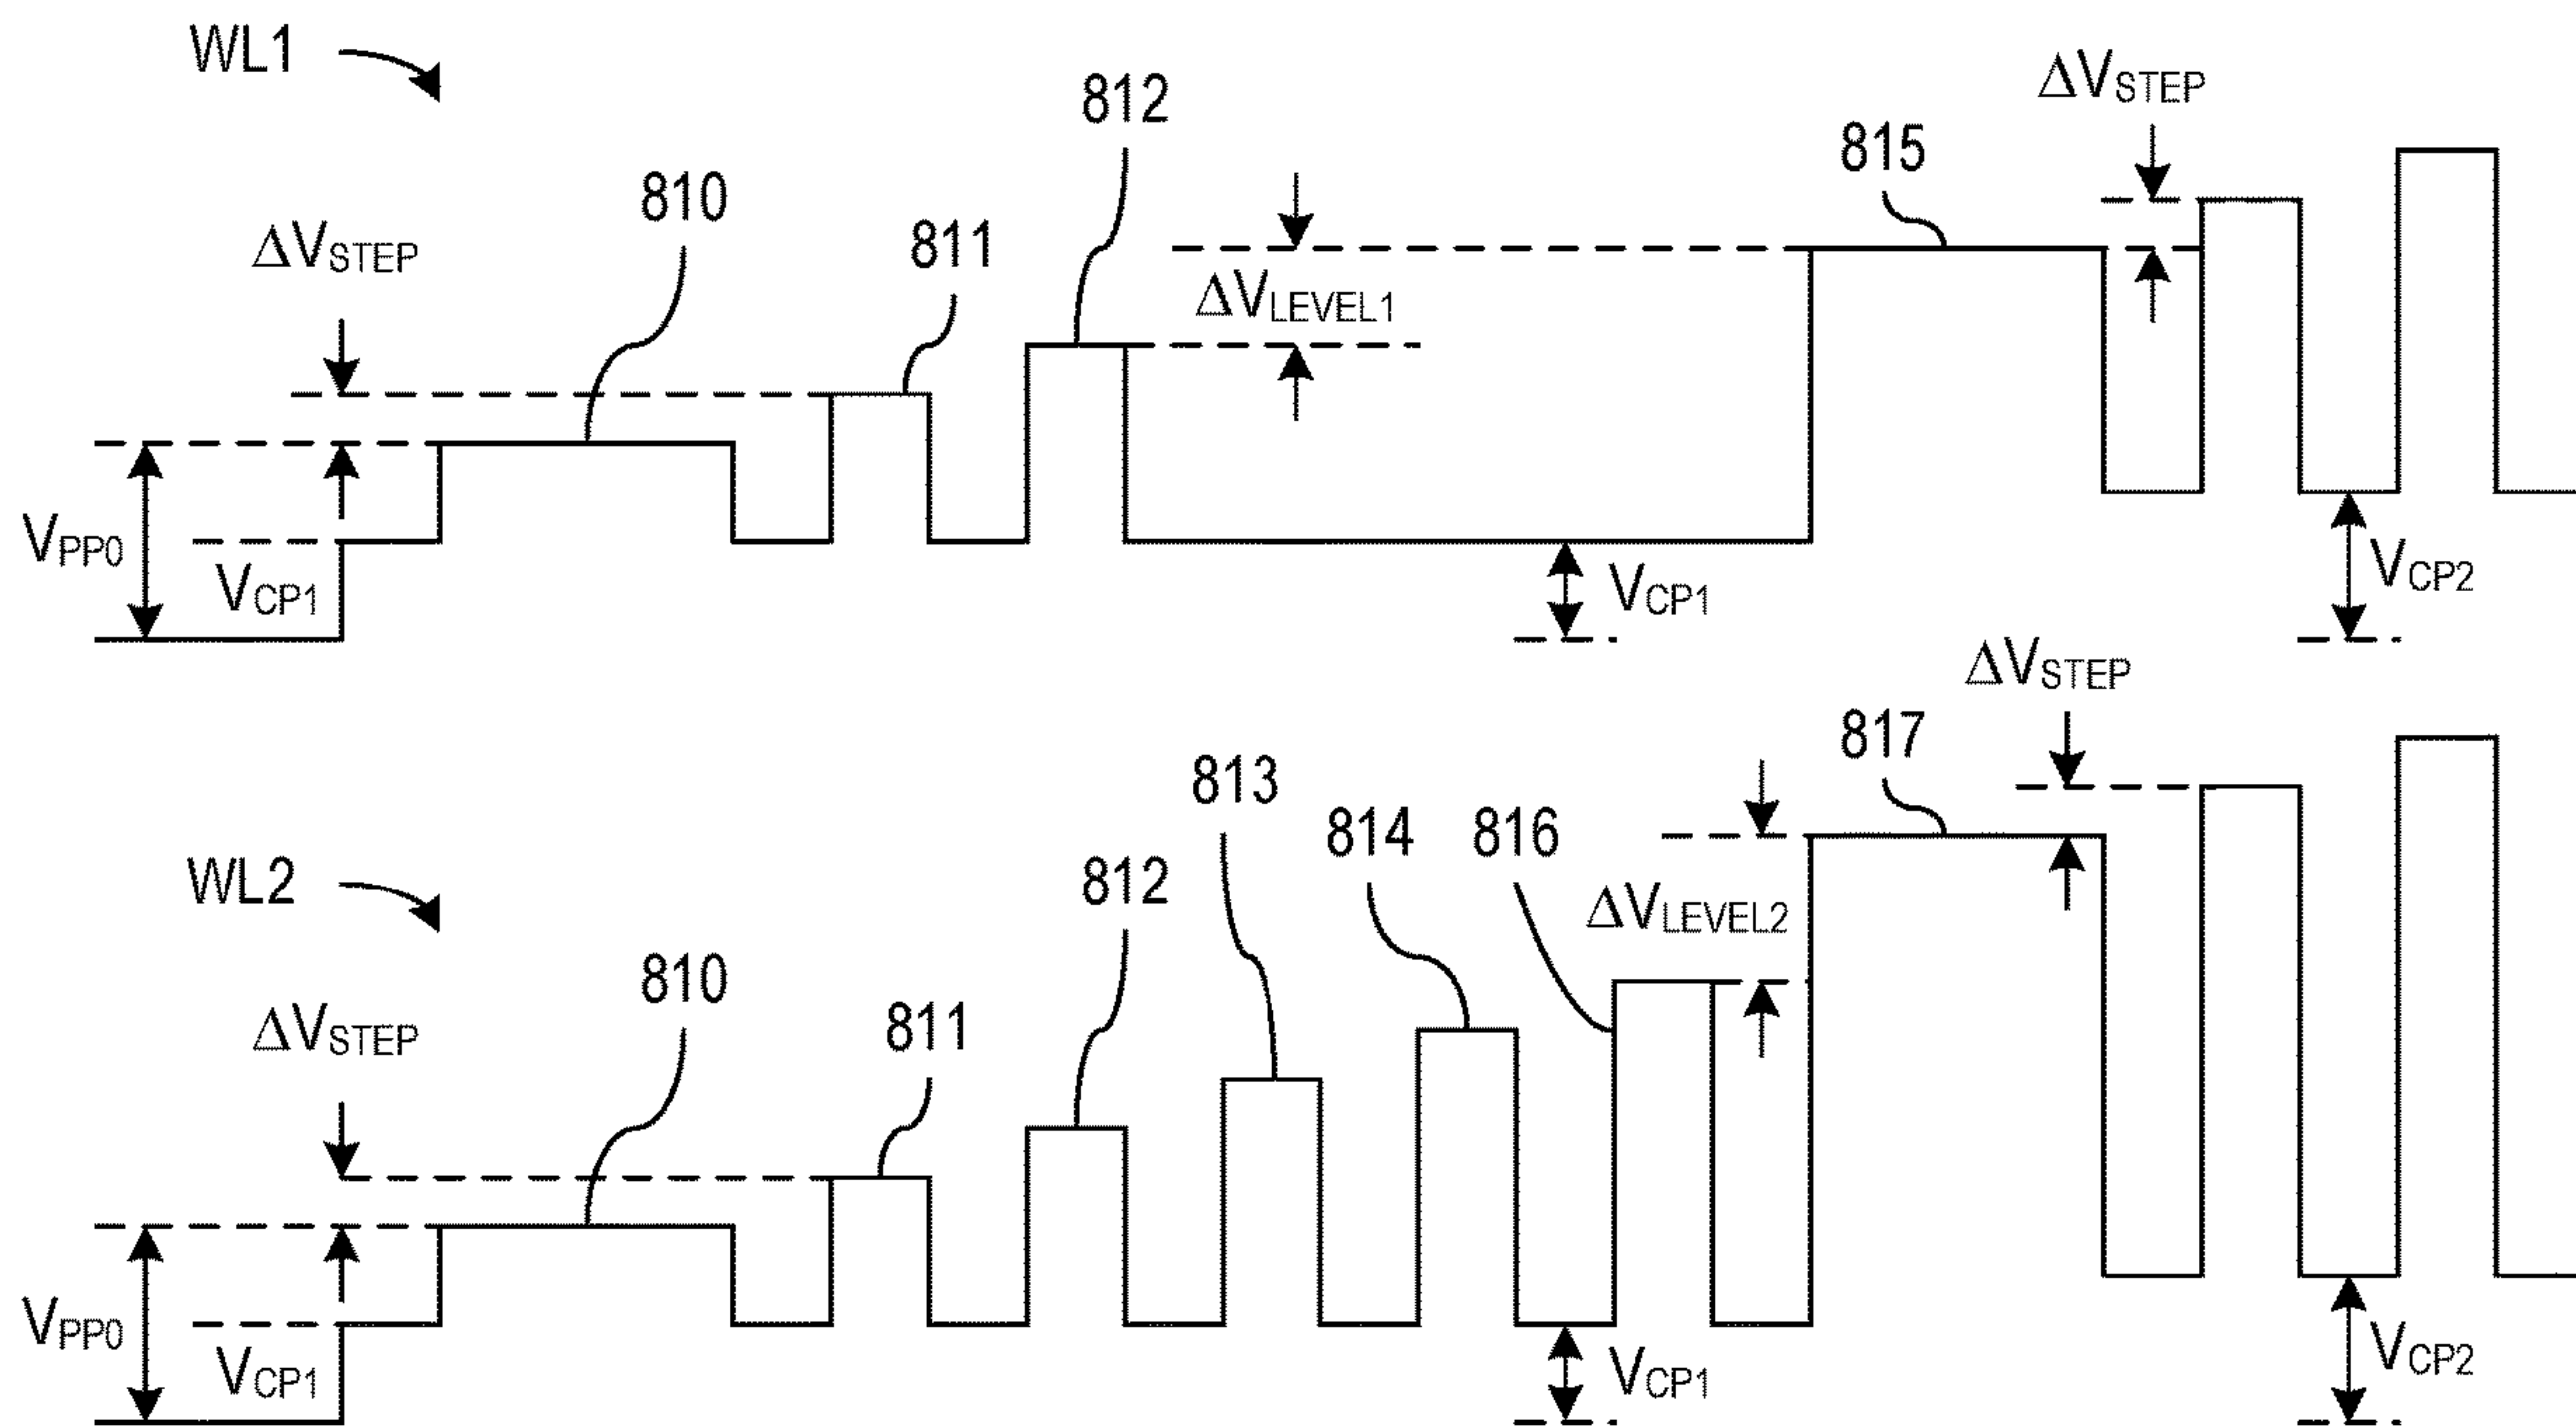 WL1
812
ΔVSTEP
815
810
811
ΔVSTEP
ΔVLEVEL1
VPP0
VCP1
VCP1
VCP2
ΔVSTEP
817
813
814
816
WL2
812
ΔVLEVEL2
810
811
ΔVSTEP
VPP0
VCP1
VCP1
VCP2